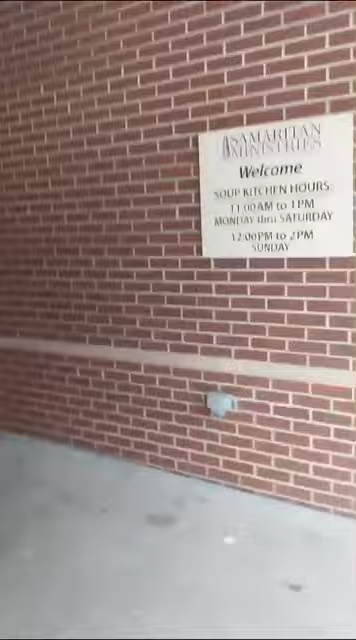 SAMARITAN
MINISTRIES
Welcome
SOUP KITCHEN HOURS:
11:00AM to 1PM
MONDAY thru SATURDAY
12:00PM to 2PM
SUNDAY